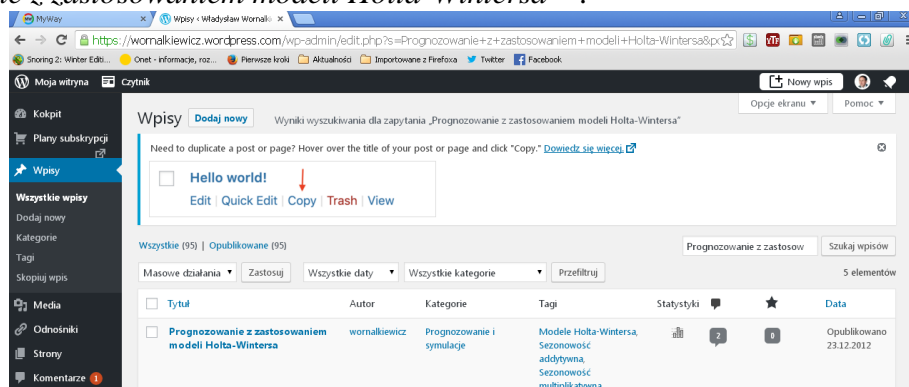 z zastosowaniem modeli Holta-Wintersa
MyWay
Wpisy ‹ Władysław Wornalki
https://wornalkiewicz.wordpress.com/wp-admin/edit.php?s=Prognozowanie+z+zastosowaniem+modeli+Holta-Wintersa&
Snoring 2: Winter Editi...
Onet - informacje, roz...
Pierwsze kroki
Aktualności
Importowane z Firefoxa
Twitter
Facebook
Moja witryna
Czytnik
Nowy wpis
Opcje ekranu ▼
Pomoc ▼
Kokpit
Plany subskrypcji
Wpisy
Wszystkie wpisy
Dodaj nowy
Kategorie
Tagi
Skopiuj wpis
Media
Odnośniki
Strony
Komentarze 1
Wpisy Dodaj nowy Wyniki wyszukiwania dla zapytania „Prognozowanie z zastosowaniem modeli Holta-Wintersa”
Need to duplicate a post or page? Hover over the title of your post or page and click "Copy." Dowiedz się więcej.
Hello world!
Edit | Quick Edit | Copy | Trash | View
Wszystkie (95) | Opublikowane (95)
Prognozowanie z zastosow
Szukaj wpisów
Masowe działania ▼
Zastosuj
Wszystkie daty ▼
Wszystkie kategorie ▼
Przefiltruj
5 elementów
Tytuł Autor Kategorie Tagi Statystyki Data
Prognozowanie z zastosowaniem
modeli Holta-Wintersa
wornalkiewicz
Prognozowanie i
symulacje
Modele Holta-Wintersa,
Sezonowość
addytywna,
Sezonowość
multiplikatywna
2
0
Opublikowano
23.12.2012